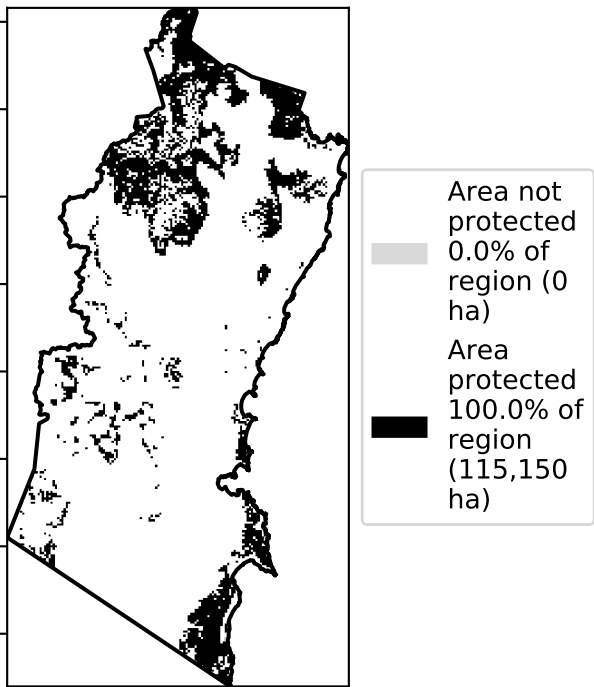 Area not
protected
0.0% of
region (0
ha)
Area
protected
100.0% of
region
(115,150
ha)